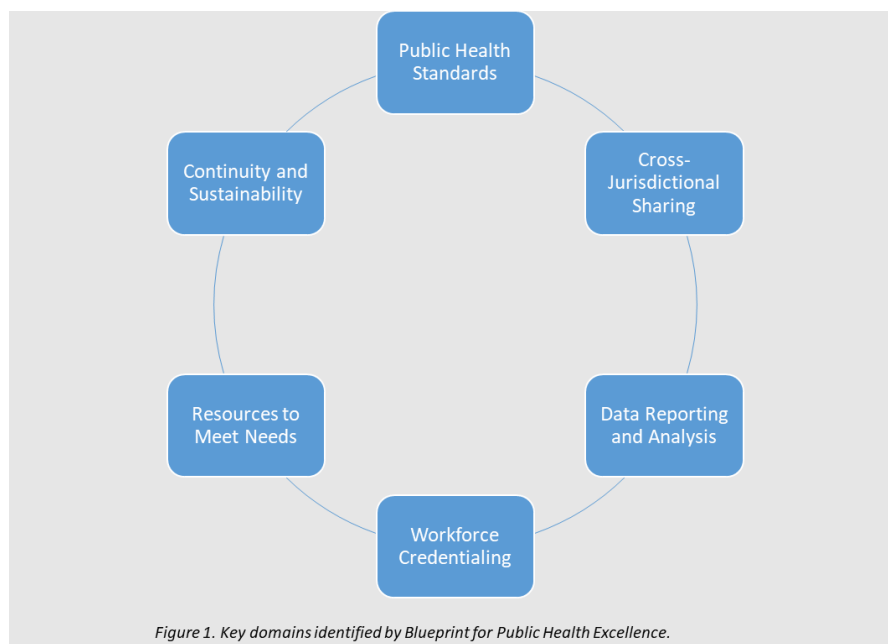 Public Health
Standards
Cross-
Jurisdictional
Sharing
Data Reporting
and Analysis
Workforce
Credentialing
Resources to
Meet Needs
Continuity and
Sustainability
Figure 1. Key domains identified by Blueprint for Public Health Excellence.